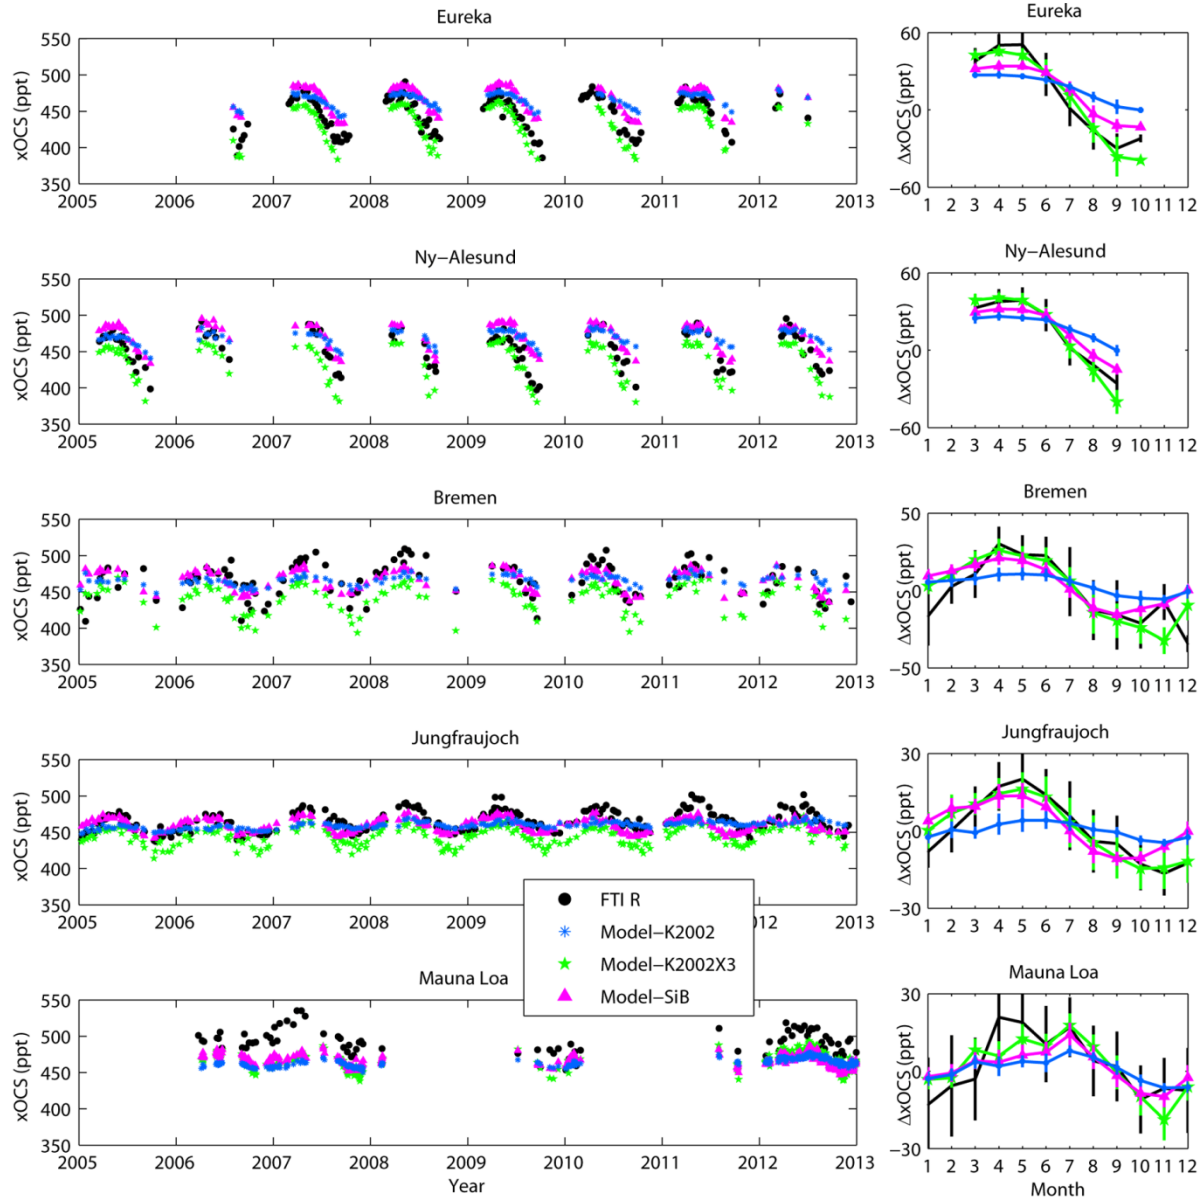 Eureka
550
500
450
400
350
xOCS (ppt)
2005 2006 2007 2008 2009 2010 2011 2012 2013
Eureka
60
0
−60
ΔxOCS (ppt)
1 2 3 4 5 6 7 8 9 10 11 12
Ny−Alesund
550
500
450
400
350
xOCS (ppt)
2005 2006 2007 2008 2009 2010 2011 2012 2013
Ny−Alesund
60
0
−60
ΔxOCS (ppt)
1 2 3 4 5 6 7 8 9 10 11 12
Bremen
550
500
450
400
350
xOCS (ppt)
2005 2006 2007 2008 2009 2010 2011 2012 2013
Bremen
50
0
−50
ΔxOCS (ppt)
1 2 3 4 5 6 7 8 9 10 11 12
Jungfraujoch
550
500
450
400
350
xOCS (ppt)
2005 2006 2007 2008 2009 012 2013
Jungfraujoch
30
0
−30
ΔxOCS (ppt)
1 2 3 4 5 6 7 8 9 10 11 12
FTI R
Model−K2002
Model−K2002X3
Model−SiB
Mauna Loa
550
500
450
400
350
xOCS (ppt)
2005 2006 2007 2008 2009 2010 2011 2012 2013
Year
Mauna Loa
30
0
−30
ΔxOCS (ppt)
1 2 3 4 5 6 7 8 9 10 11 12
Month